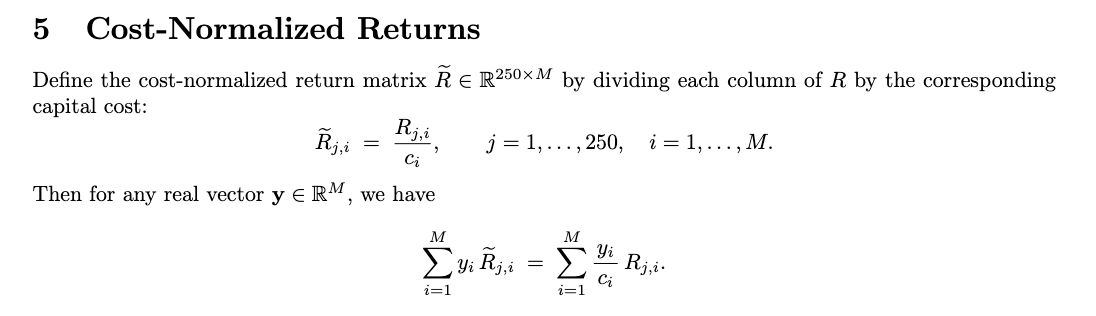 5 Cost-Normalized Returns
Define the cost-normalized return matrix R̃ ∈ ℝ^{250×M} by dividing each column of R by the corresponding
capital cost:
R̃_{j,i} = R_{j,i} / c_i, j = 1, . . . , 250, i = 1, . . . , M.
Then for any real vector **y** ∈ ℝ^M, we have
∑_{i=1}^{M} y_i R̃_{j,i} = ∑_{i=1}^{M} y_i / c_i R_{j,i}.